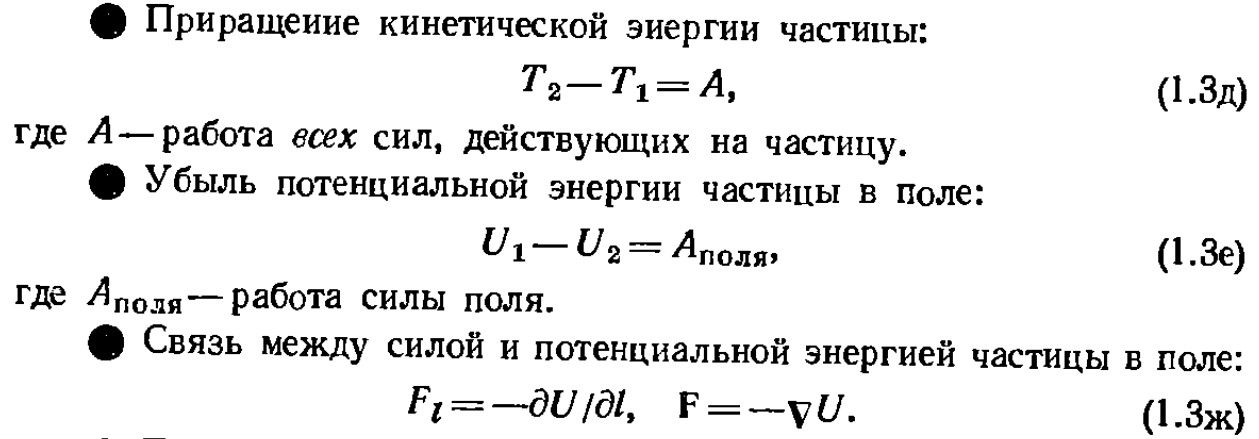 ● Приращение кинетической энергии частицы:
T₂ — T₁ = A, (1.3д)
где A — работа всех сил, действующих на частицу.
● Убыль потенциальной энергии частицы в поле:
U₁ — U₂ = Aполя, (1.3е)
где Aполя — работа силы поля.
● Связь между силой и потенциальной энергией частицы в поле:
Fₗ = —∂U/∂l, F = —∇U. (1.3ж)